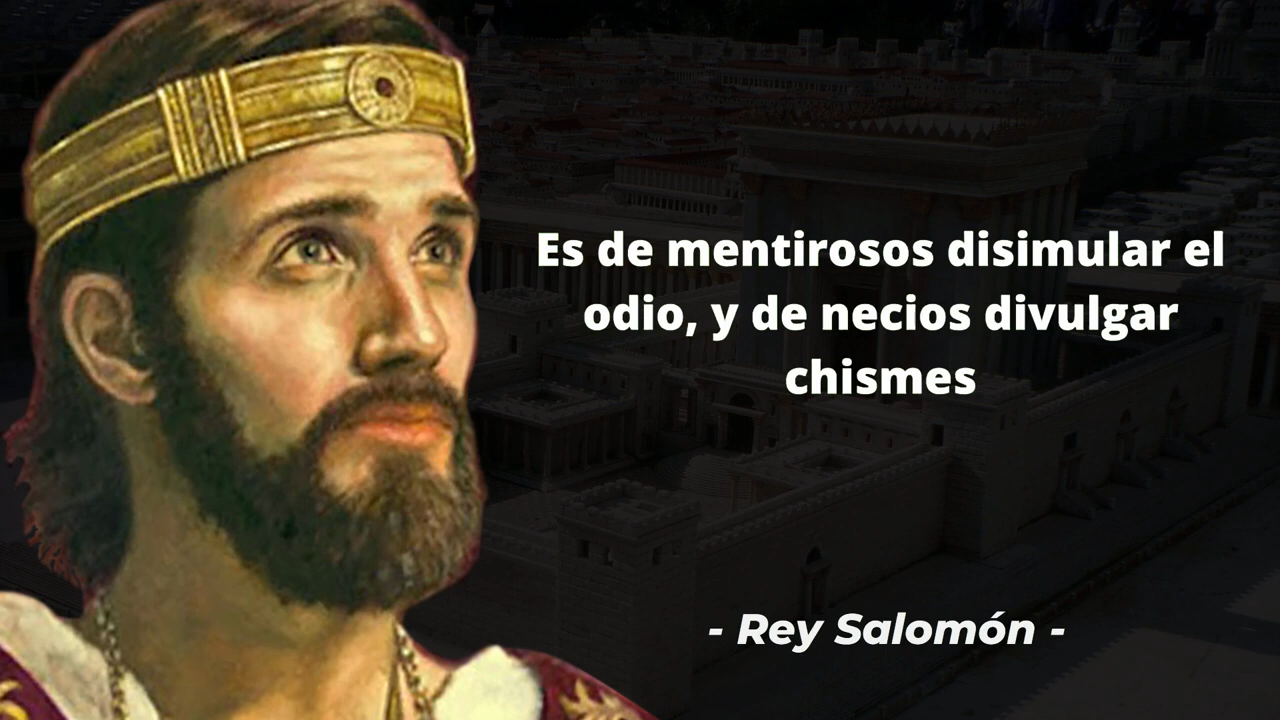 Es de mentirosos disimular el
odio, y de necios divulgar
chismes
- Rey Salomón -